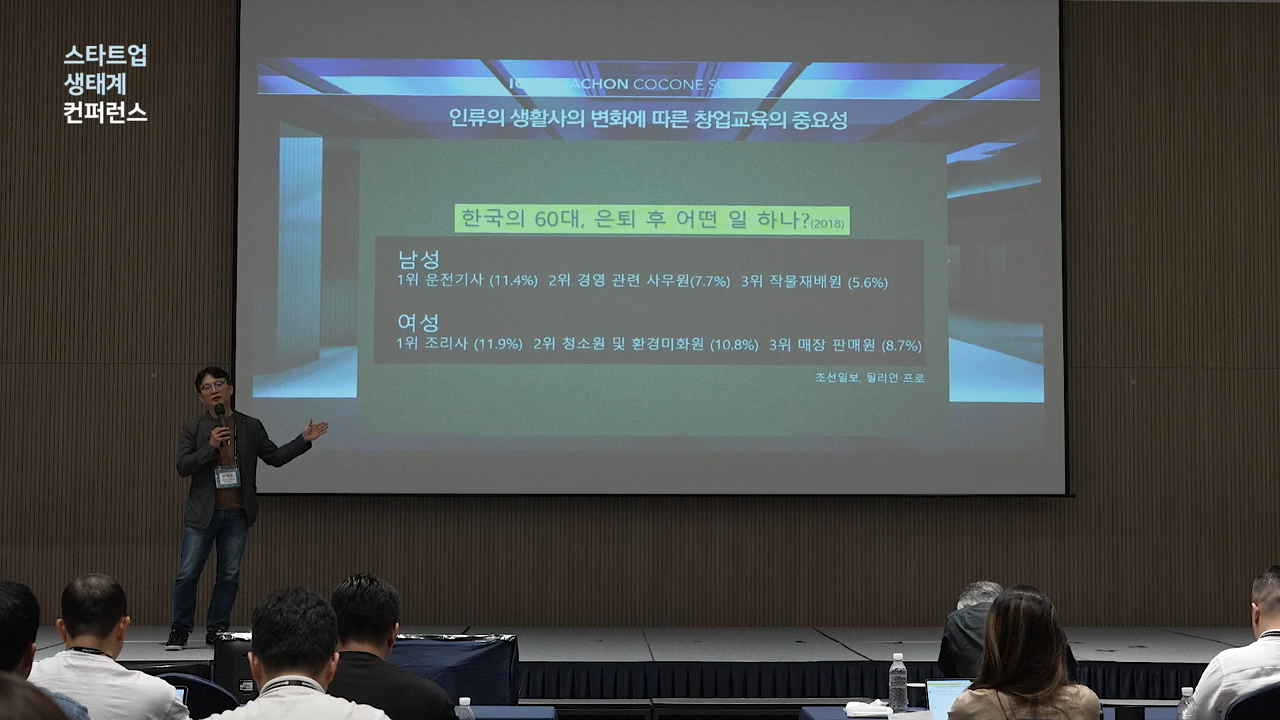 스타트업
생태계
컨퍼런스
ACHON COCONE
인류의 생활사의 변화에 따른 창업교육의 중요성
한국의 60대, 은퇴 후 어떤 일 하나?(2018)
남성
1위 운전기사 (11.4%) 2위 경영 관련 사무원(7.7%) 3위 작물재배원 (5.6%)
여성
1위 조리사 (11.9%) 2위 청소원 및 환경미화원 (10.8%) 3위 매장 판매원 (8.7%)
조선일보, 틸리언 프로